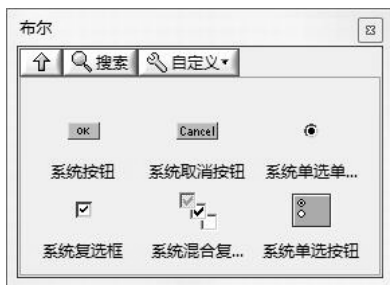 布尔
搜索 自定义
OK Cancel
系统按钮 系统取消按钮 系统单选单...
系统复选框 系统混合复... 系统单选按钮